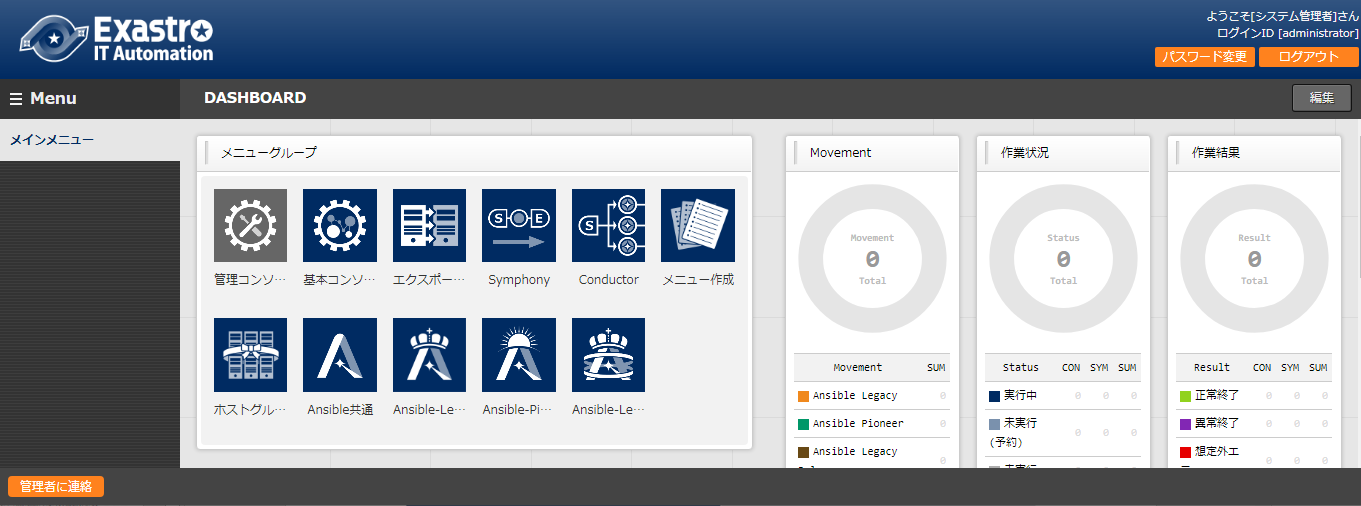 Exastro
IT Automation
ようこそ[システム管理者]さん
ログインID [administrator]
パスワード変更 ログアウト
Menu
DASHBOARD
編集
メインメニュー
メニューグループ
管理コンソ…
基本コンソ…
エクスポー…
Symphony
Conductor
メニュー作成
ホストグル…
Ansible共通
Ansible-Le…
Ansible-Pi…
Ansible-Le…
Movement
Movement
0
Total
Movement SUM
Ansible Legacy 0
Ansible Pioneer 0
Ansible Legacy
0
作業状況
Status
0
Total
Status CON SYM SUM
実行中 0 0 0
未実行
(予約) 0 0 0
未実行
作業結果
Result
0
Total
Result CON SYM SUM
正常終了 0 0 0
異常終了 0 0 0
想定外エ
0 0 0
管理者に連絡